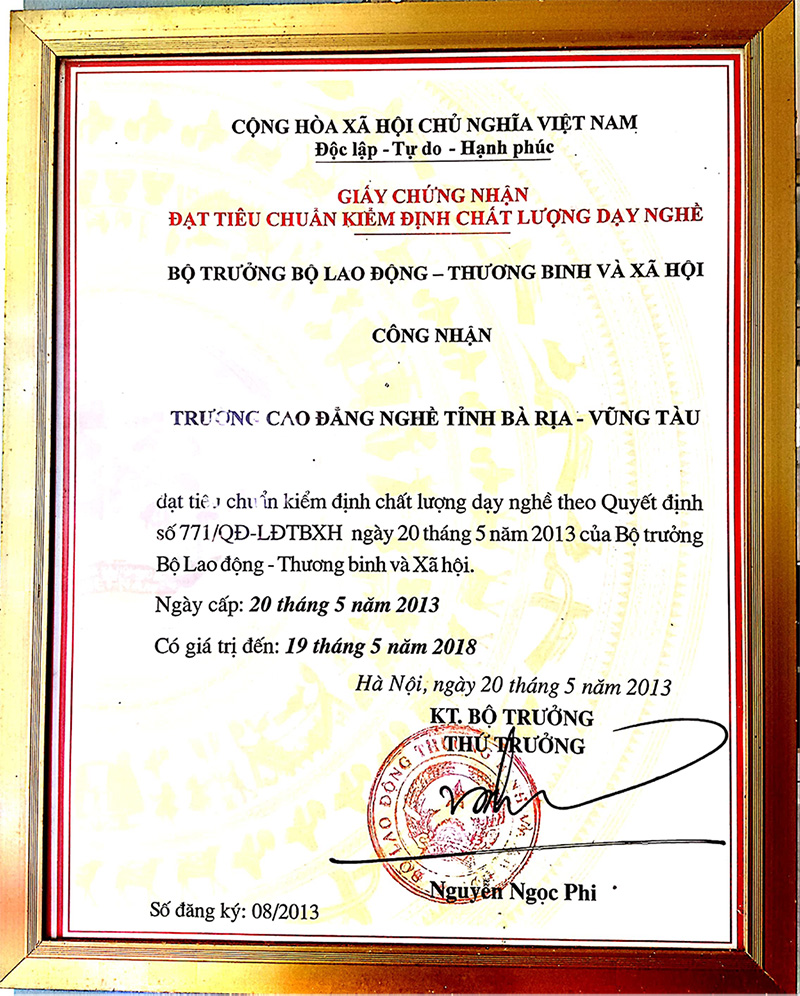 CỘNG HÒA XÃ HỘI CHỦ NGHĨA VIỆT NAM
Độc lập - Tự do - Hạnh phúc
GIẤY CHỨNG NHẬN
ĐẠT TIÊU CHUẨN KIỂM ĐỊNH CHẤT LƯỢNG DẠY NGHỀ
BỘ TRƯỞNG BỘ LAO ĐỘNG – THƯƠNG BINH VÀ XÃ HỘI
CÔNG NHẬN
TRƯỜNG CAO ĐẲNG NGHỀ TỈNH BÀ RỊA - VŨNG TÀU
đạt tiêu chuẩn kiểm định chất lượng dạy nghề theo Quyết định
số 771/QĐ-LĐTBXH ngày 20 tháng 5 năm 2013 của Bộ trưởng
Bộ Lao động - Thương binh và Xã hội.
Ngày cấp: 20 tháng 5 năm 2013
Có giá trị đến: 19 tháng 5 năm 2018
Hà Nội, ngày 20 tháng 5 năm 2013
KT. BỘ TRƯỞNG
THỨ TRƯỞNG
BỘ LAO ĐỘNG THƯƠNG
Nguyễn Ngọc Phi
Số đăng ký: 08/2013